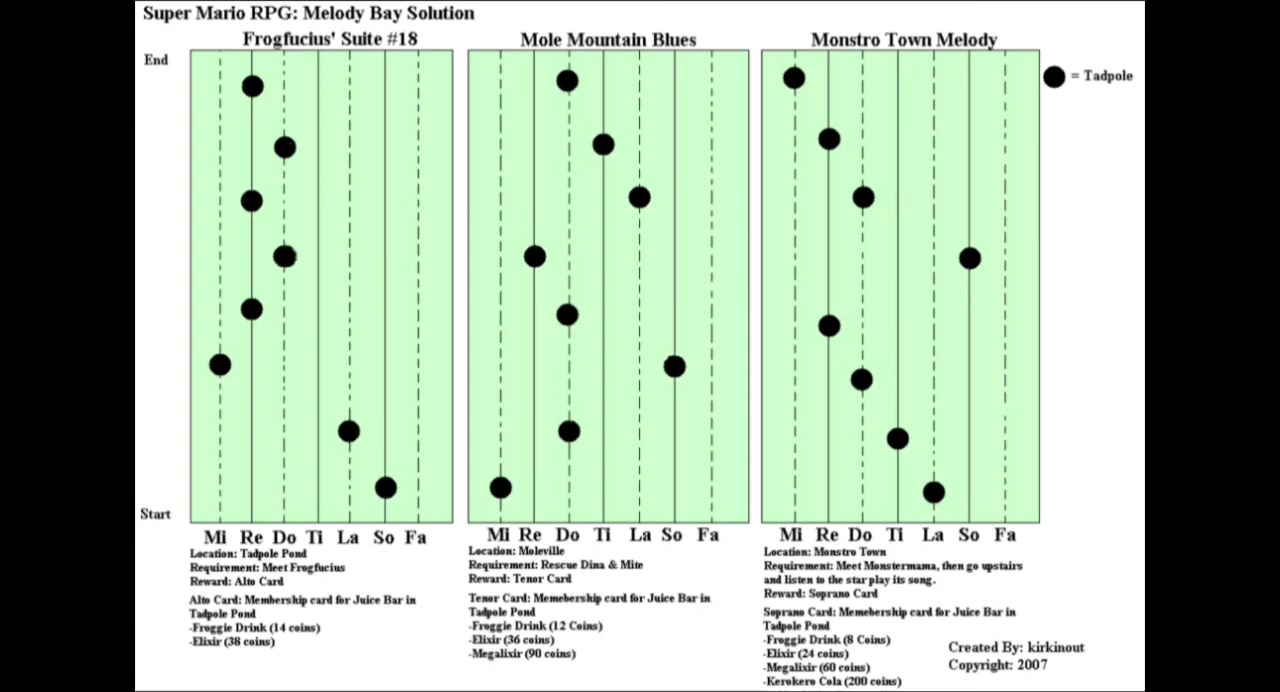 Super Mario RPG: Melody Bay Solution
Frogfucius' Suite #18
Mole Mountain Blues
Monstro Town Melody
End
= Tadpole
Start
Mi Re Do Ti La So Fa
Location: Tadpole Pond
Requirement: Meet Frogfucius
Reward: Alto Card
Alto Card: Membership card for Juice Bar in
Tadpole Pond
-Froggie Drink (14 coins)
-Elixir (38 coins)
Mi Re Do Ti La So Fa
Location: Moleville
Requirement: Rescue Dina & Mite
Reward: Tenor Card
Tenor Card: Memebership card for Juice Bar in
Tadpole Pond
-Froggie Drink (12 Coins)
-Elixir (36 coins)
-Megalixir (90 coins)
Mi Re Do Ti La So Fa
Location: Monstro Town
Requirement: Meet Monstermama, then go upstairs
and listen to the star play its song.
Reward: Soprano Card
Soprano Card: Memebership card for Juice Bar in
Tadpole Pond
-Froggie Drink (8 Coins)
-Elixir (24 coins)
-Megalixir (60 coins)
-Kerokero Cola (200 coins)
Created By: kirkinout
Copyright: 2007